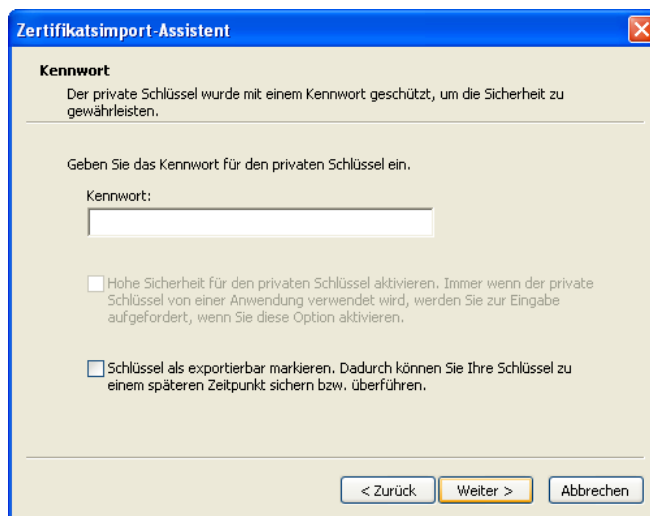 Zertifikatsimport-Assistent
Kennwort
Der private Schlüssel wurde mit einem Kennwort geschützt, um die Sicherheit zu
gewährleisten.
Geben Sie das Kennwort für den privaten Schlüssel ein.
Kennwort:
Hohe Sicherheit für den privaten Schlüssel aktivieren. Immer wenn der private
Schlüssel von einer Anwendung verwendet wird, werden Sie zur Eingabe
aufgefordert, wenn Sie diese Option aktivieren.
Schlüssel als exportierbar markieren. Dadurch können Sie Ihre Schlüssel zu
einem späteren Zeitpunkt sichern bzw. überführen.
< Zurück Weiter > Abbrechen